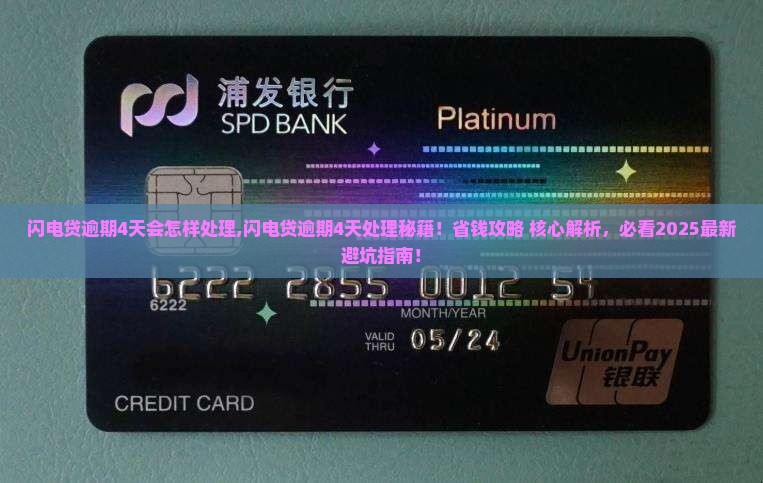 浦发银行
SPD BANK
Platinum
闪电贷逾期4天会怎样处理,闪电贷逾期4天处理秘籍！省钱攻略 核心解析，必看2025最新
避坑指南！
6222 2855 0012 54
6222
MONTH/YEAR
VALID
THRU
05/24
UnionPay
银联
CREDIT CARD